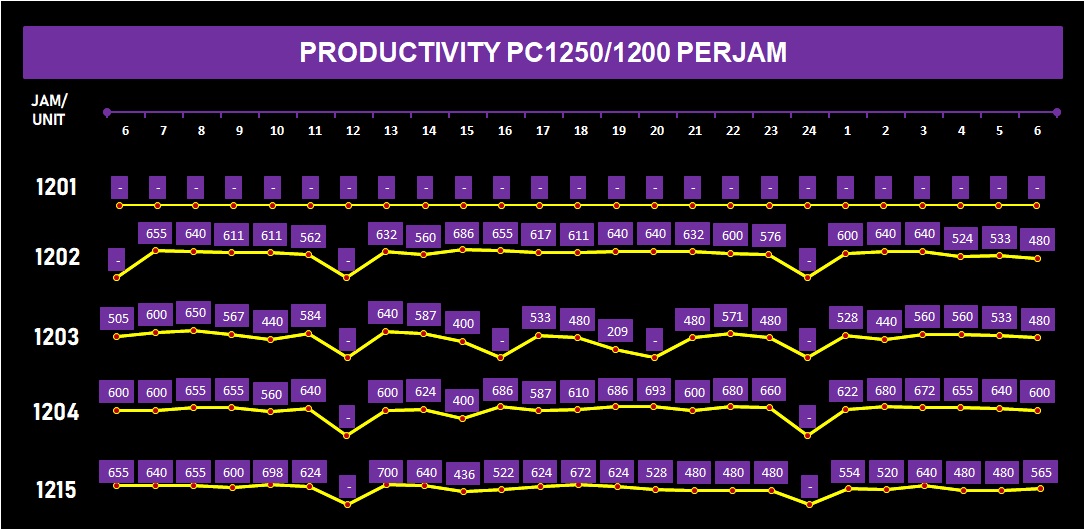 PRODUCTIVITY PC1250/1200 PERJAM
JAM/
UNIT
6 7 8 9 10 11 12 13 14 15 16 17 18 19 20 21 22 23 24 1 2 3 4 5 6
1201 - - - - - - - - - - - - - - - - - - - - - - - - -
1202 - 655 640 611 611 562 - 632 560 686 655 617 611 640 640 632 600 576 - 600 640 640 524 533 480
1203 505 600 650 567 440 584 - 640 587 400 - 533 480 209 - 480 571 480 - 528 440 560 560 533 480
1204 600 600 655 655 560 640 - 600 624 400 686 587 610 686 693 600 680 660 - 622 680 672 655 640 600
1215 655 640 655 600 698 624 - 700 640 436 522 624 672 624 528 480 480 480 - 554 520 640 480 480 565